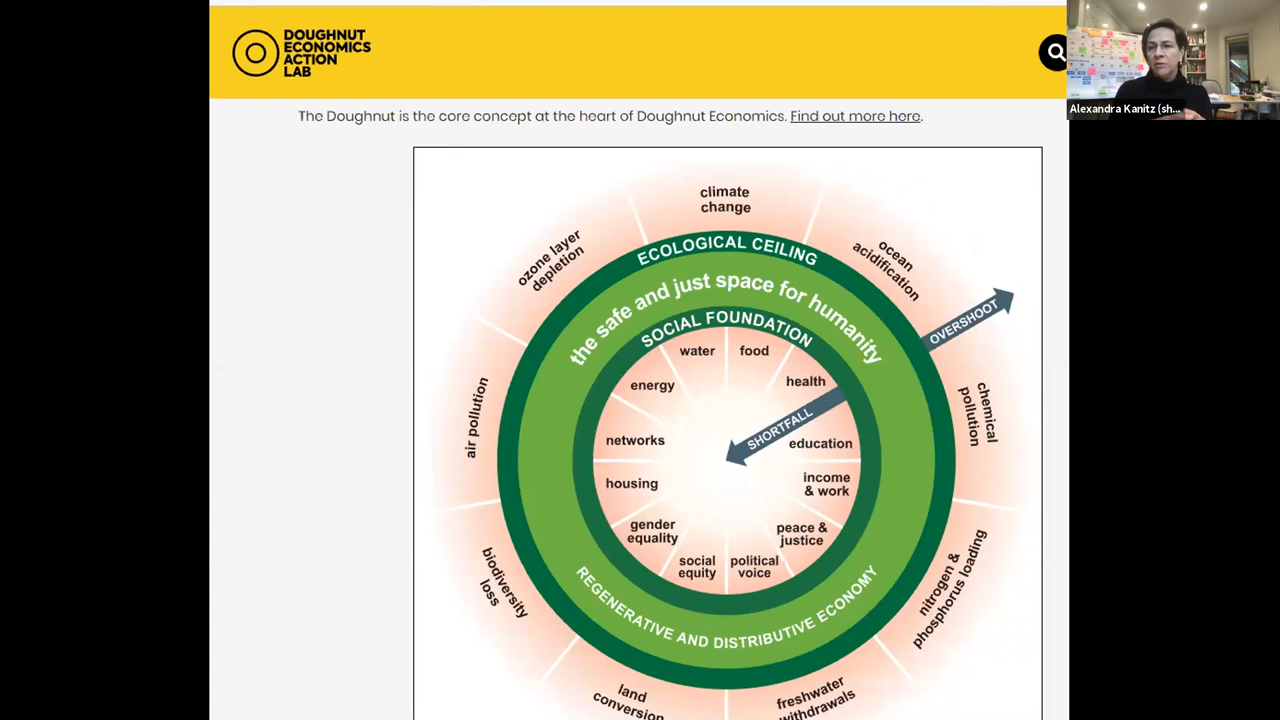 DOUGHNUT
ECONOMICS
ACTION
LAB
Alexandra Kanitz (sh...
The Doughnut is the core concept at the heart of Doughnut Economics. Find out more here.
climate
change
ozone layer
depletion
ocean
acidification
ECOLOGICAL CEILING
the safe and just space for humanity
SOCIAL FOUNDATION
OVERSHOOT
water
food
energy
health
SHORTFALL
air pollution
chemical
pollution
networks
education
housing
income
& work
gender
equality
peace &
justice
social
equity
political
voice
REGENERATIVE AND DISTRIBUTIVE ECONOMY
biodiversity
loss
nitrogen &
phosphorus loading
land
conversion
freshwater
withdrawals